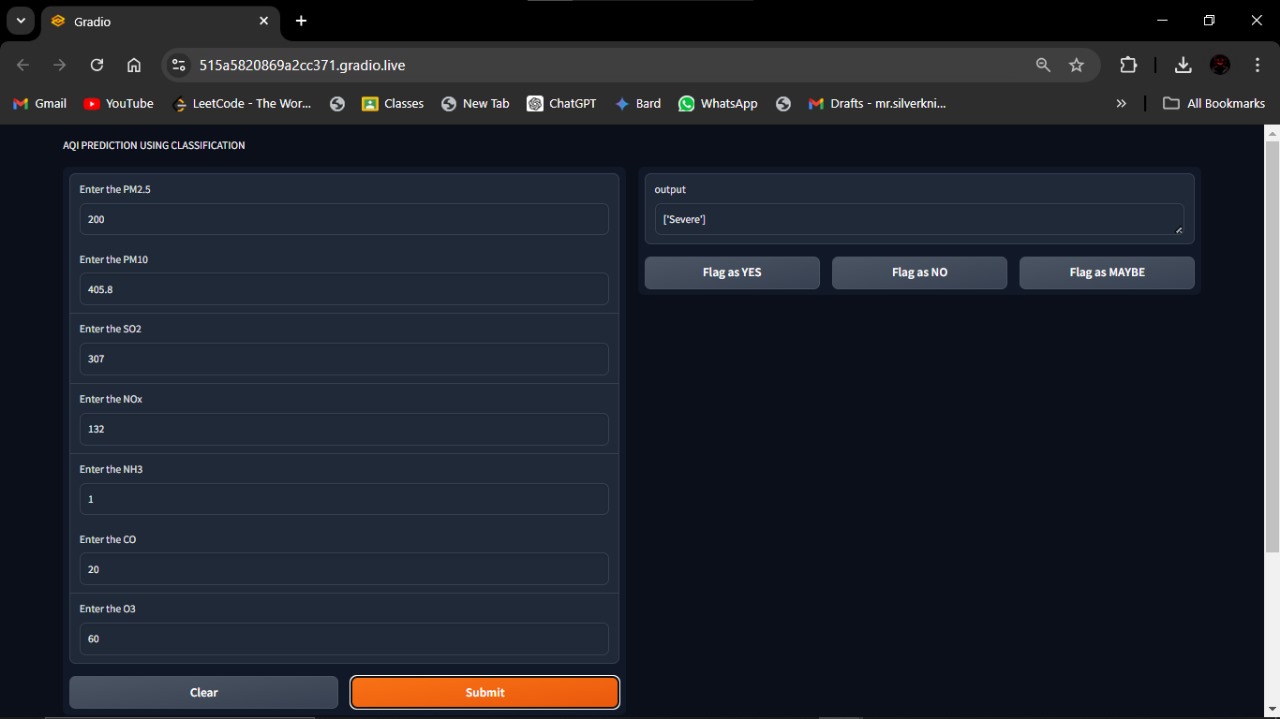 Gradio
515a5820869a2cc371.gradio.live
Gmail
YouTube
LeetCode - The Wor...
Classes
New Tab
ChatGPT
Bard
WhatsApp
Drafts - mr.silverkni...
All Bookmarks
AQI PREDICTION USING CLASSIFICATION
Enter the PM2.5
200
Enter the PM10
405.8
Enter the SO2
307
Enter the NOx
132
Enter the NH3
1
Enter the CO
20
Enter the O3
60
Clear
Submit
output
['Severe']
Flag as YES
Flag as NO
Flag as MAYBE